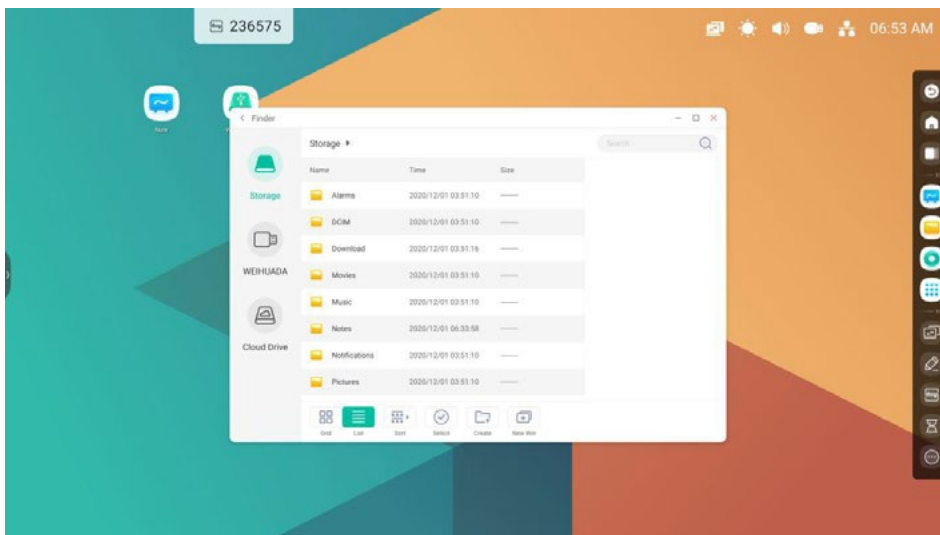 236575
06:53 AM
Note
Finder
Storage
Search
Name Time Size
Storage
Alarms 2020/12/01 03:51:10
DCIM 2020/12/01 03:51:10
Download 2020/12/01 03:51:16
WEIHUADA
Movies 2020/12/01 03:51:10
Music 2020/12/01 03:51:10
Notes 2020/12/01 06:33:58
Cloud Drive
Notifications 2020/12/01 03:51:10
Pictures 2020/12/01 03:51:10
Grid List Sort Select Create New Win